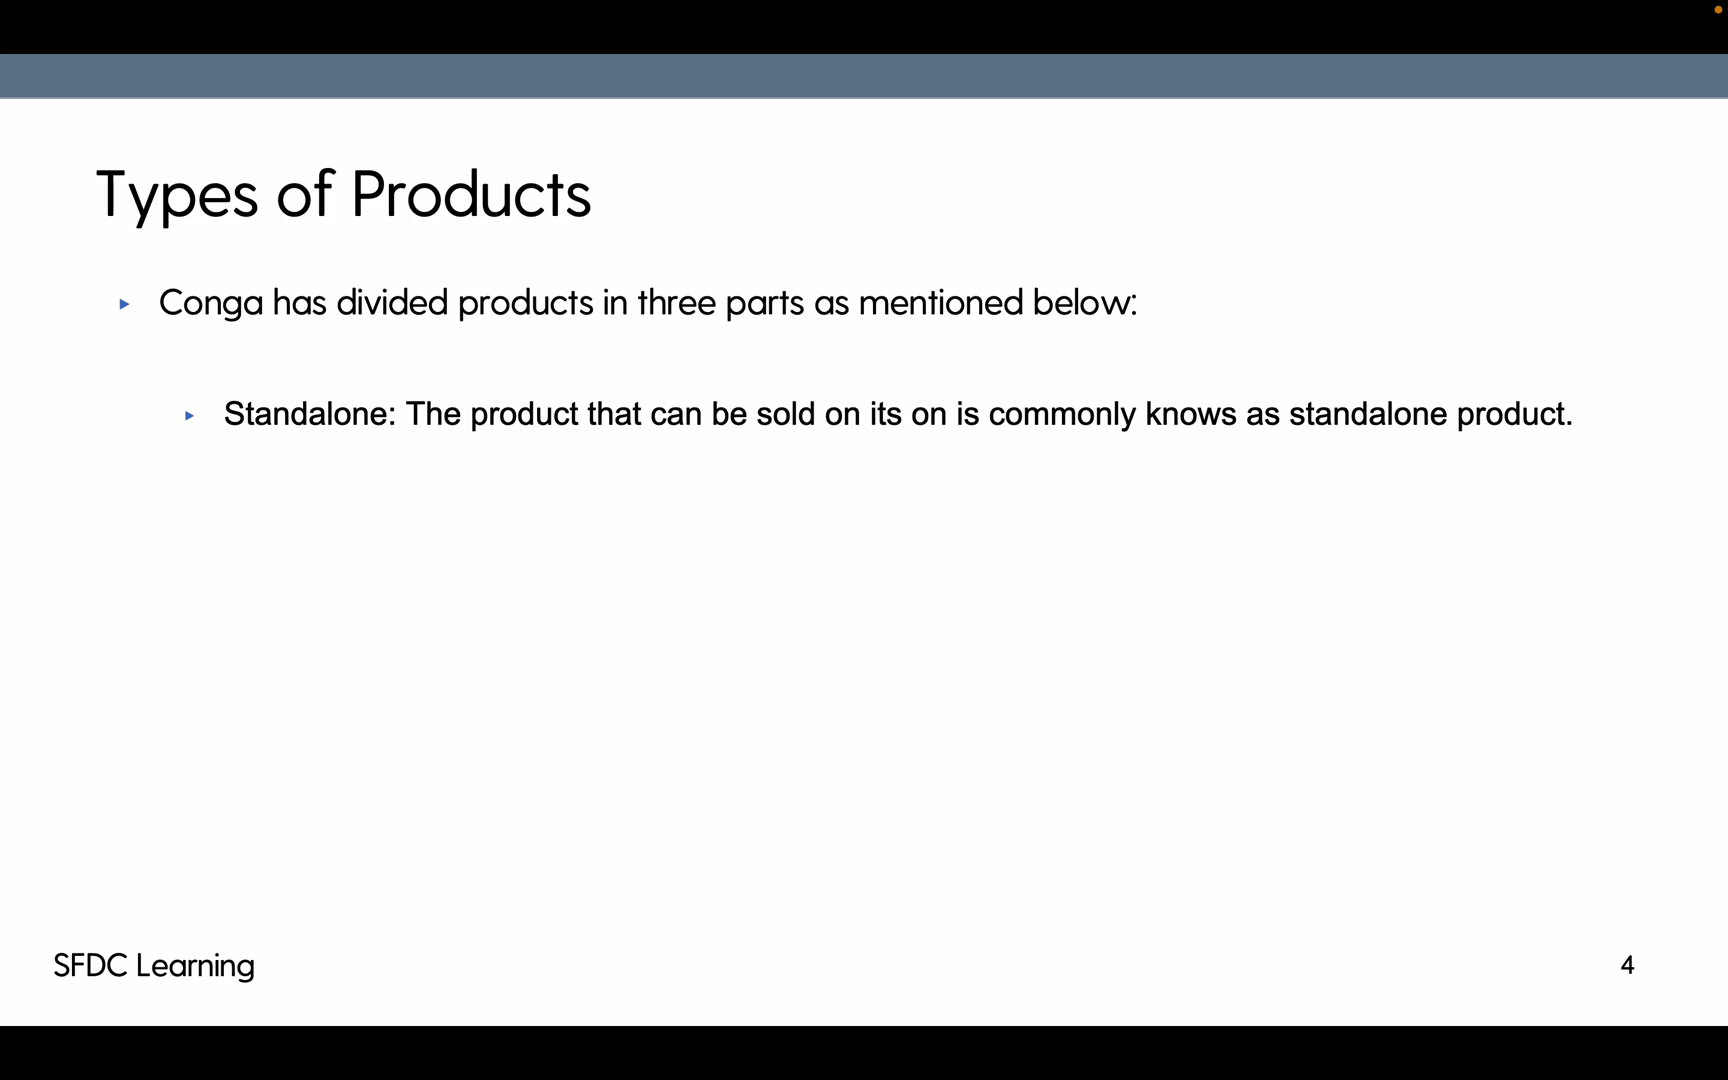 Types of Products
Conga has divided products in three parts as mentioned below:
Standalone: The product that can be sold on its on is commonly knows as standalone product.
SFDC Learning
4